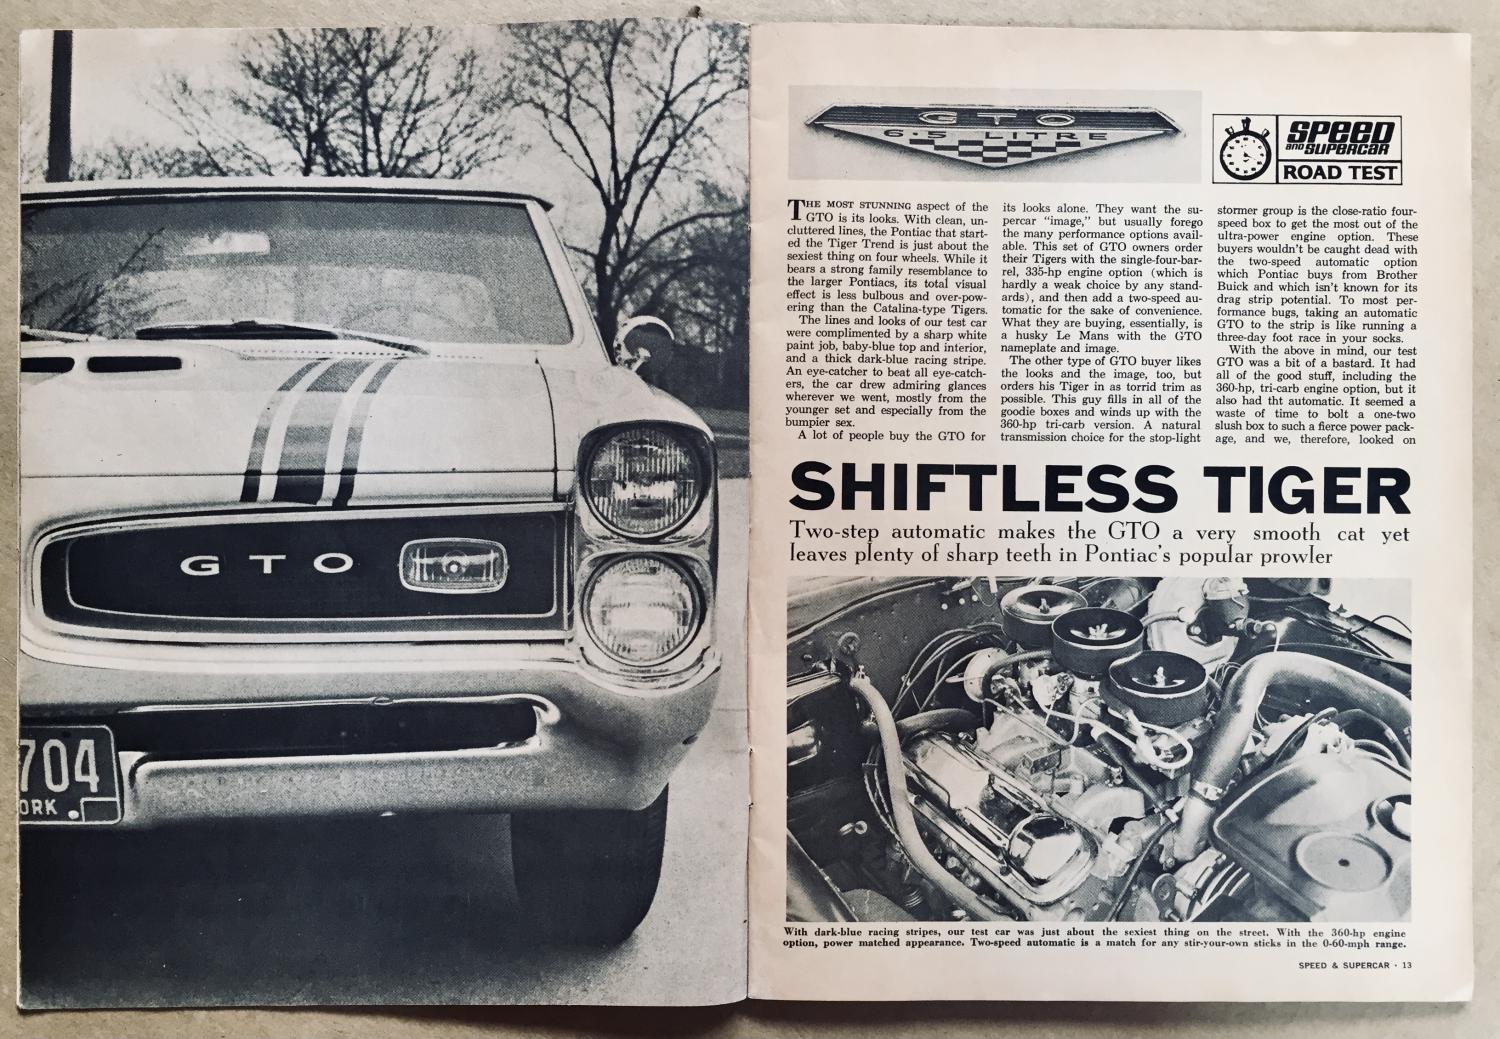 GTO
704
ORK
GTO
6.5 LITRE
SPEED
AND SUPERCAR
ROAD TEST
THE MOST STUNNING aspect of the
GTO is its looks. With clean, un-
cluttered lines, the Pontiac that start-
ed the Tiger Trend is just about the
sexiest thing on four wheels. While it
bears a strong family resemblance to
the larger Pontiacs, its total visual
effect is less bulbous and over-pow-
ering than the Catalina-type Tigers.
The lines and looks of our test car
were complimented by a sharp white
paint job, baby-blue top and interior,
and a thick dark-blue racing stripe.
An eye-catcher to beat all eye-catch-
ers, the car drew admiring glances
wherever we went, mostly from the
younger set and especially from the
bumpier sex.
A lot of people buy the GTO for
its looks alone. They want the su-
percar "image," but usually forego
the many performance options avail-
able. This set of GTO owners order
their Tigers with the single-four-bar-
rel, 335-hp engine option (which is
hardly a weak choice by any stand-
ards), and then add a two-speed au-
tomatic for the sake of convenience.
What they are buying, essentially, is
a husky Le Mans with the GTO
nameplate and image.
The other type of GTO buyer likes
the looks and the image, too, but
orders his Tiger in as torrid trim as
possible. This guy fills in all of the
goodie boxes and winds up with the
360-hp tri-carb version. A natural
transmission choice for the stop-light
stormer group is the close-ratio four-
speed box to get the most out of the
ultra-power engine option. These
buyers wouldn't be caught dead with
the two-speed automatic option
which Pontiac buys from Brother
Buick and which isn't known for its
drag strip potential. To most per-
formance bugs, taking an automatic
GTO to the strip is like running a
three-day foot race in your socks.
With the above in mind, our test
GTO was a bit of a bastard. It had
all of the good stuff, including the
360-hp, tri-carb engine option, but it
also had tht automatic. It seemed a
waste of time to bolt a one-two
slush box to such a fierce power pack-
age, and we, therefore, looked on
SHIFTLESS TIGER
Two-step automatic makes the GTO a very smooth cat yet
leaves plenty of sharp teeth in Pontiac's popular prowler
With dark-blue racing stripes, our test car was just about the sexiest thing on the street. With the 360-hp engine
option, power matched appearance. Two-speed automatic is a match for any stir-your-own sticks in the 0-60-mph range.
SPEED & SUPERCAR · 13